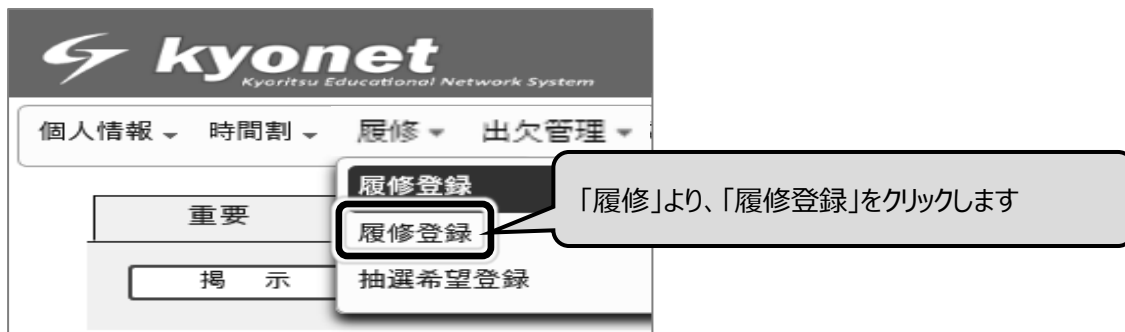 kyonet
Kyoritsu Educational Network System
個人情報 時間割 履修 出欠管理
履修登録
重要
履修登録
「履修」より、「履修登録」をクリックします
掲 示
抽選希望登録